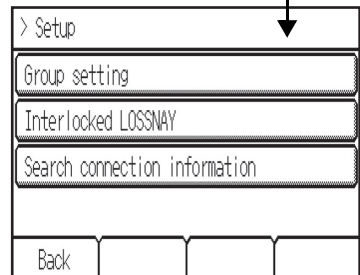 > Setup
Group setting
Interlocked LOSSNAY
Search connection information
Back